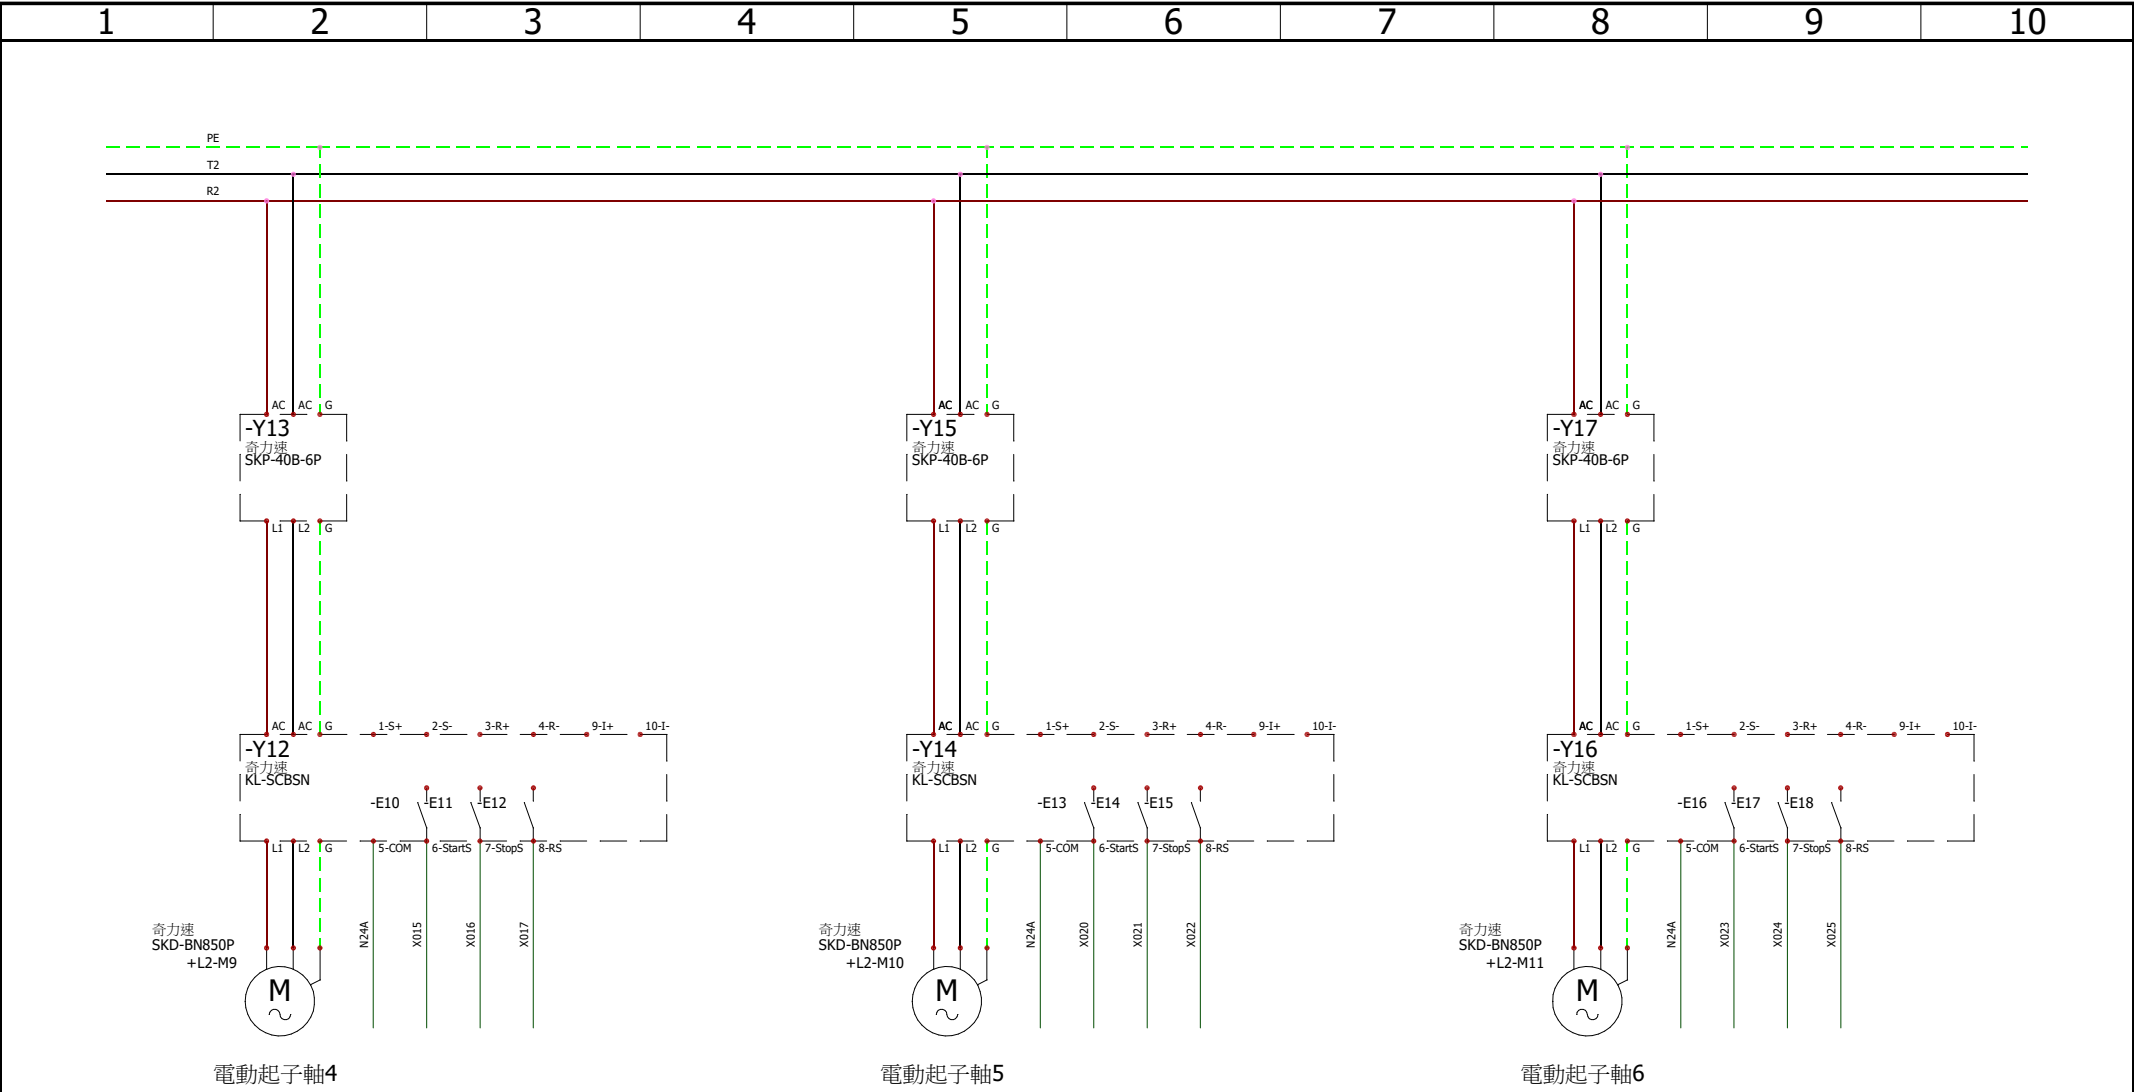 1 2 3 4 5 6 7 8 9 10
PE
T2
R2
AC AC G
-Y13
奇力速
SKP-40B-6P
L1 L2 G
AC AC G
-Y15
奇力速
SKP-40B-6P
L1 L2 G
AC AC G
-Y17
奇力速
SKP-40B-6P
L1 L2 G
AC AC G 1-S+ 2-S- 3-R+ 4-R- 9-I+ 10-I-
-Y12
奇力速
KL-SCBSN
-E10 -E11 -E12
L1 L2 G 5-COM 6-StartS 7-StopS 8-RS
N24A X015 X016 X017
奇力速
SKD-BN850P
+L2-M9
M
電動起子軸4
AC AC G 1-S+ 2-S- 3-R+ 4-R- 9-I+ 10-I-
-Y14
奇力速
KL-SCBSN
-E13 -E14 -E15
L1 L2 G 5-COM 6-StartS 7-StopS 8-RS
N24A X020 X021 X022
奇力速
SKD-BN850P
+L2-M10
M
電動起子軸5
AC AC G 1-S+ 2-S- 3-R+ 4-R- 9-I+ 10-I-
-Y16
奇力速
KL-SCBSN
-E16 -E17 -E18
L1 L2 G 5-COM 6-StartS 7-StopS 8-RS
N24A X023 X024 X025
奇力速
SKD-BN850P
+L2-M11
M
電動起子軸6